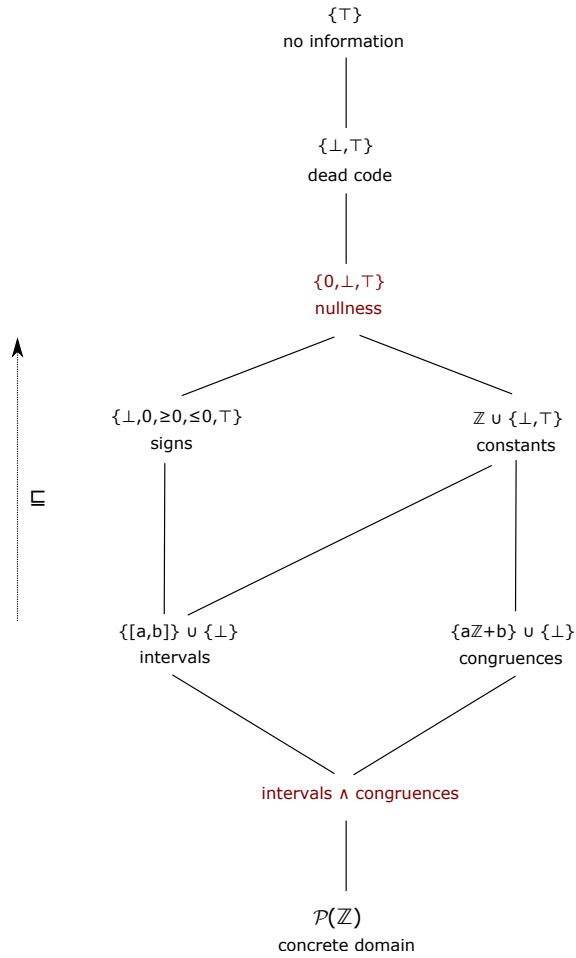 {⊤}
no information
{⊥,⊤}
dead code
{0,⊥,⊤}
nullness
{⊥,0,≥0,≤0,⊤}
signs
ℤ ∪ {⊥,⊤}
constants
⊑
{[a,b]} ∪ {⊥}
intervals
{aℤ+b} ∪ {⊥}
congruences
intervals ∧ congruences
𝒫(ℤ)
concrete domain